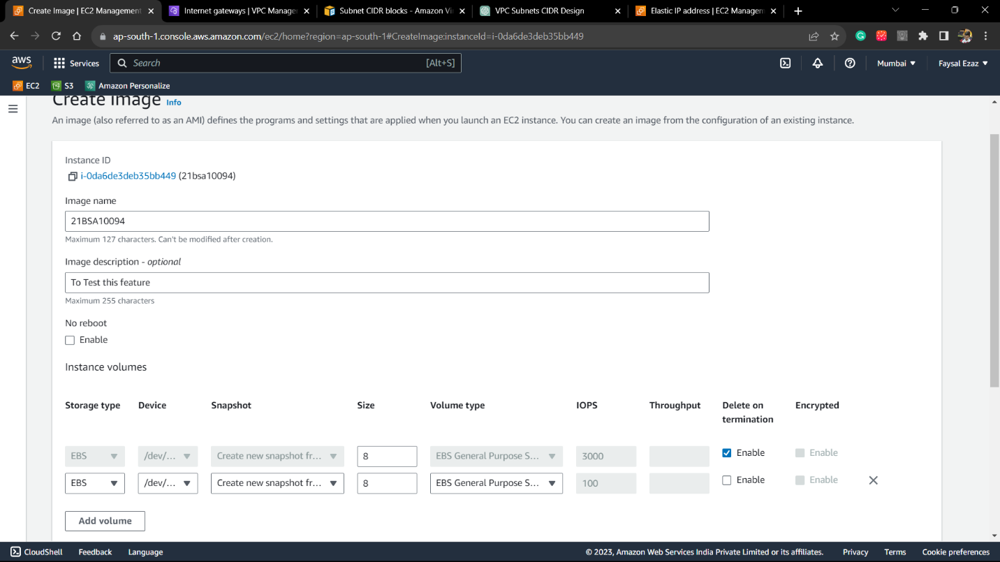 Create Image | EC2 Management
Internet gateways | VPC Manager
Subnet CIDR blocks - Amazon Vi
VPC Subnets CIDR Design
Elastic IP address | EC2 Managem
ap-south-1.console.aws.amazon.com/ec2/home?region=ap-south-1#CreateImage:instanceId=i-0da6de3deb35bb449
aws Services Search [Alt+S] Mumbai Faysal Ezaz
EC2 S3 Amazon Personalize
Create Image Info
An image (also referred to as an AMI) defines the programs and settings that are applied when you launch an EC2 instance. You can create an image from the configuration of an existing instance.
Instance ID
i-0da6de3deb35bb449 (21bsa10094)
Image name
21BSA10094
Maximum 127 characters. Can't be modified after creation.
Image description - optional
To Test this feature
Maximum 255 characters
No reboot
Enable
Instance volumes
Storage type Device Snapshot Size Volume type IOPS Throughput Delete on termination Encrypted
EBS /dev/... Create new snapshot fr... 8 EBS General Purpose S... 3000 Enable Enable
EBS /dev/... Create new snapshot fr... 8 EBS General Purpose S... 100 Enable Enable
Add volume
CloudShell Feedback Language © 2023, Amazon Web Services India Private Limited or its affiliates. Privacy Terms Cookie preferences